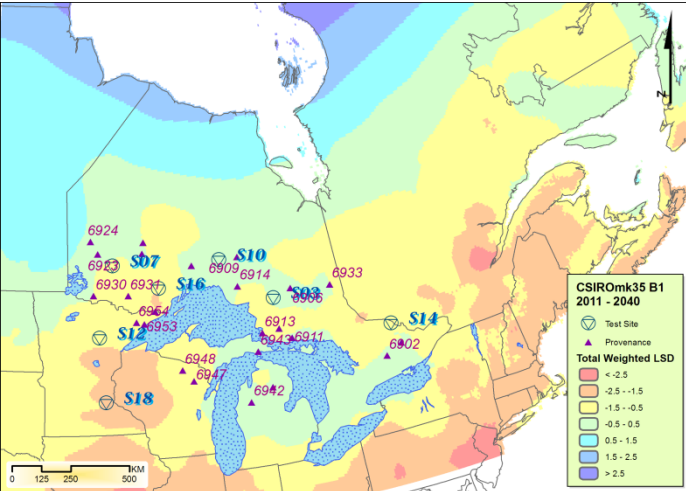 6924
S07
S10
6909
6914
6933
6930
6931
S16
S03
6954
6953
S12
6913
6943
6911
S14
6902
6948
6947
6942
S18
N
CSIROmk35 B1
2011 - 2040
Test Site
Provenance
Total Weighted LSD
< -2.5
-2.5 - -1.5
-1.5 - -0.5
-0.5 - 0.5
0.5 - 1.5
1.5 - 2.5
> 2.5
KM
0 125 250 500